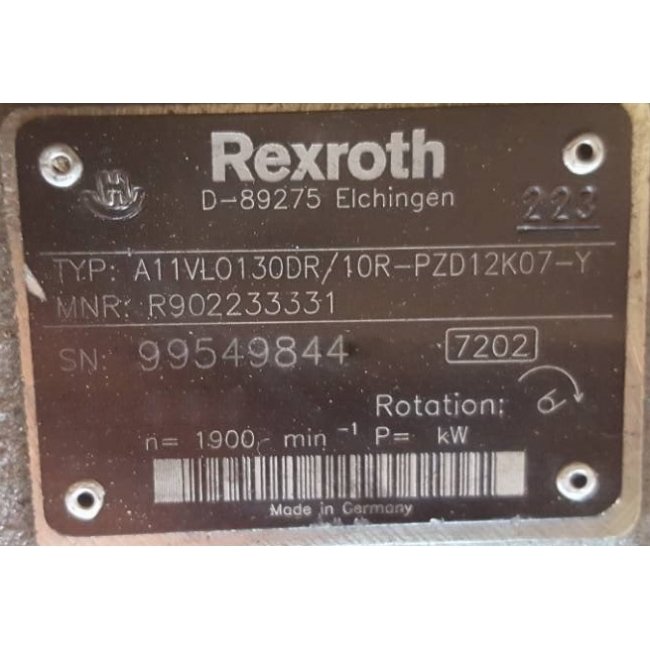 Rexroth
D-89275 Elchingen
223
TYP: A11VLO130DR/10R-PZD12K07-Y
MNR: R902233331
SN: 99549844 7202
Rotation:
n= 1900 min⁻¹ P= kW
Made in Germany